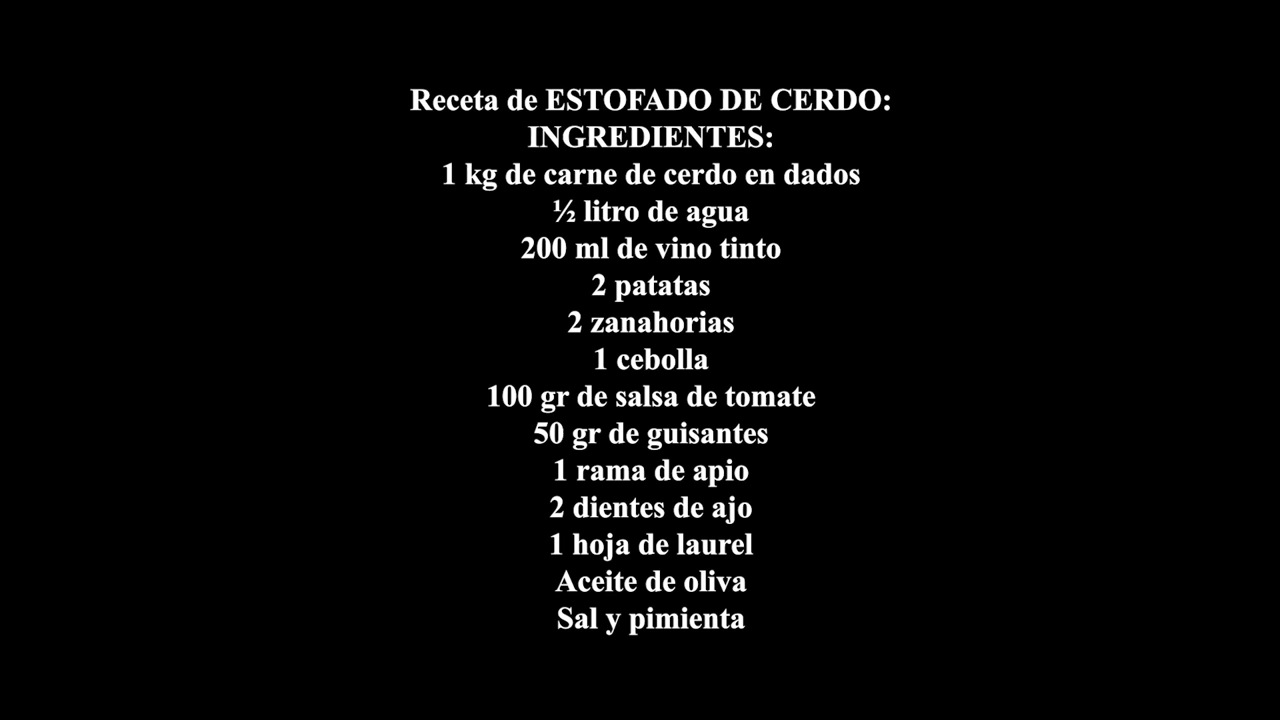 Receta de ESTOFADO DE CERDO:
INGREDIENTES:
1 kg de carne de cerdo en dados
½ litro de agua
200 ml de vino tinto
2 patatas
2 zanahorias
1 cebolla
100 gr de salsa de tomate
50 gr de guisantes
1 rama de apio
2 dientes de ajo
1 hoja de laurel
Aceite de oliva
Sal y pimienta